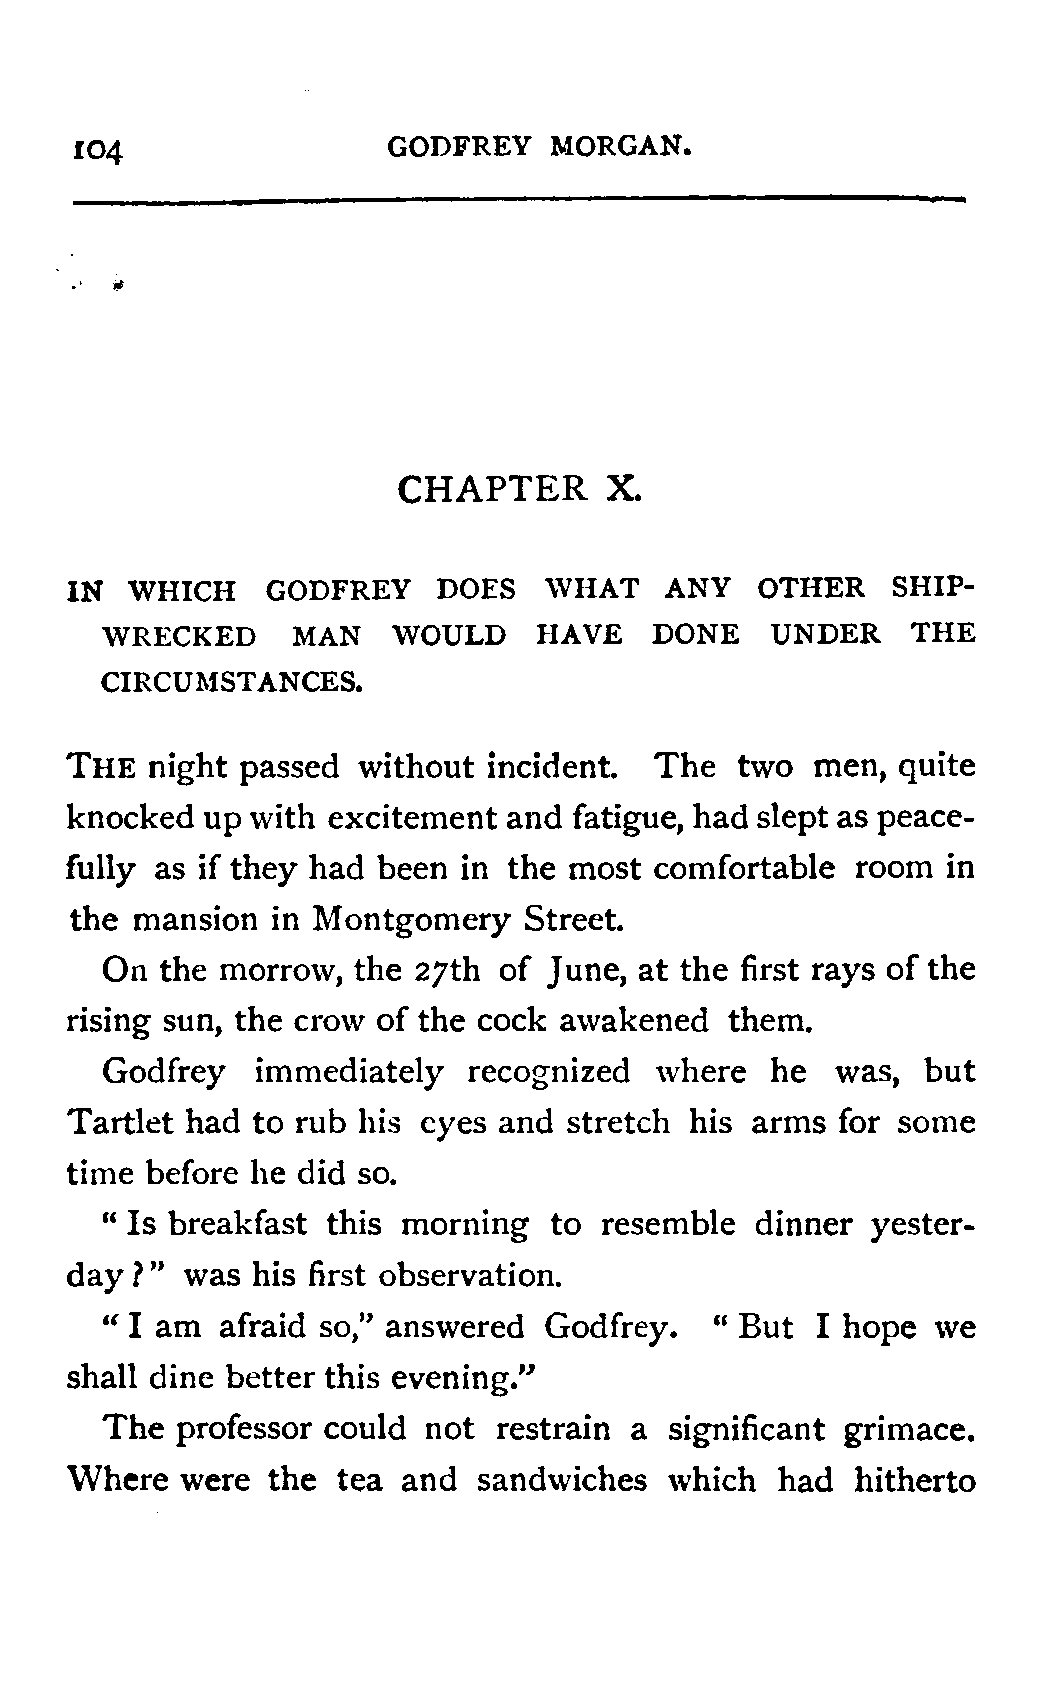 104 GODFREY MORGAN.
CHAPTER X.
IN WHICH GODFREY DOES WHAT ANY OTHER SHIP-
WRECKED MAN WOULD HAVE DONE UNDER THE
CIRCUMSTANCES.
THE night passed without incident. The two men, quite
knocked up with excitement and fatigue, had slept as peace-
fully as if they had been in the most comfortable room in
the mansion in Montgomery Street.
On the morrow, the 27th of June, at the first rays of the
rising sun, the crow of the cock awakened them.
Godfrey immediately recognized where he was, but
Tartlet had to rub his eyes and stretch his arms for some
time before he did so.
“ Is breakfast this morning to resemble dinner yester-
day ?” was his first observation.
“ I am afraid so,” answered Godfrey. “ But I hope we
shall dine better this evening.”
The professor could not restrain a significant grimace.
Where were the tea and sandwiches which had hitherto